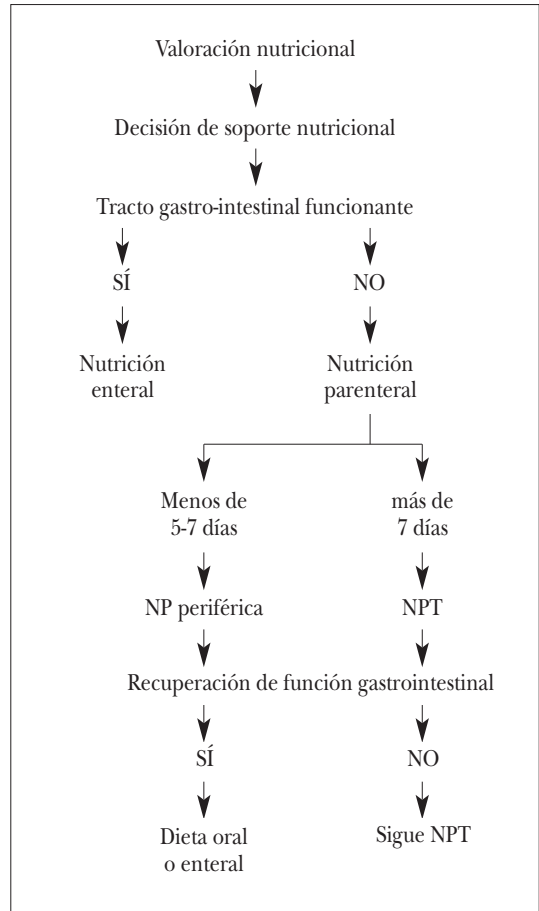 Valoración nutricional
Decisión de soporte nutricional
Tracto gastro-intestinal funcionante
SÍ
NO
Nutrición
enteral
Nutrición
parenteral
Menos de
5-7 días
más de
7 días
NP periférica
NPT
Recuperación de función gastrointestinal
SÍ
NO
Dieta oral
o enteral
Sigue NPT